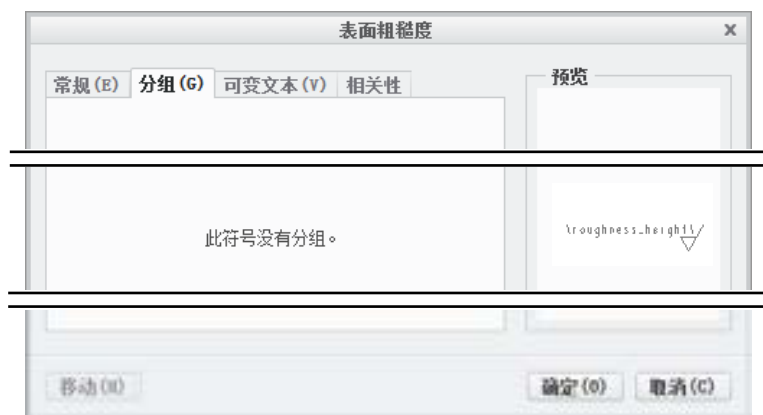 表面粗糙度 x
常规(E) 分组(G) 可变文本(V) 相关性
预览
此符号没有分组。
\roughness_height\
移动(M)
确定(O) 取消(C)